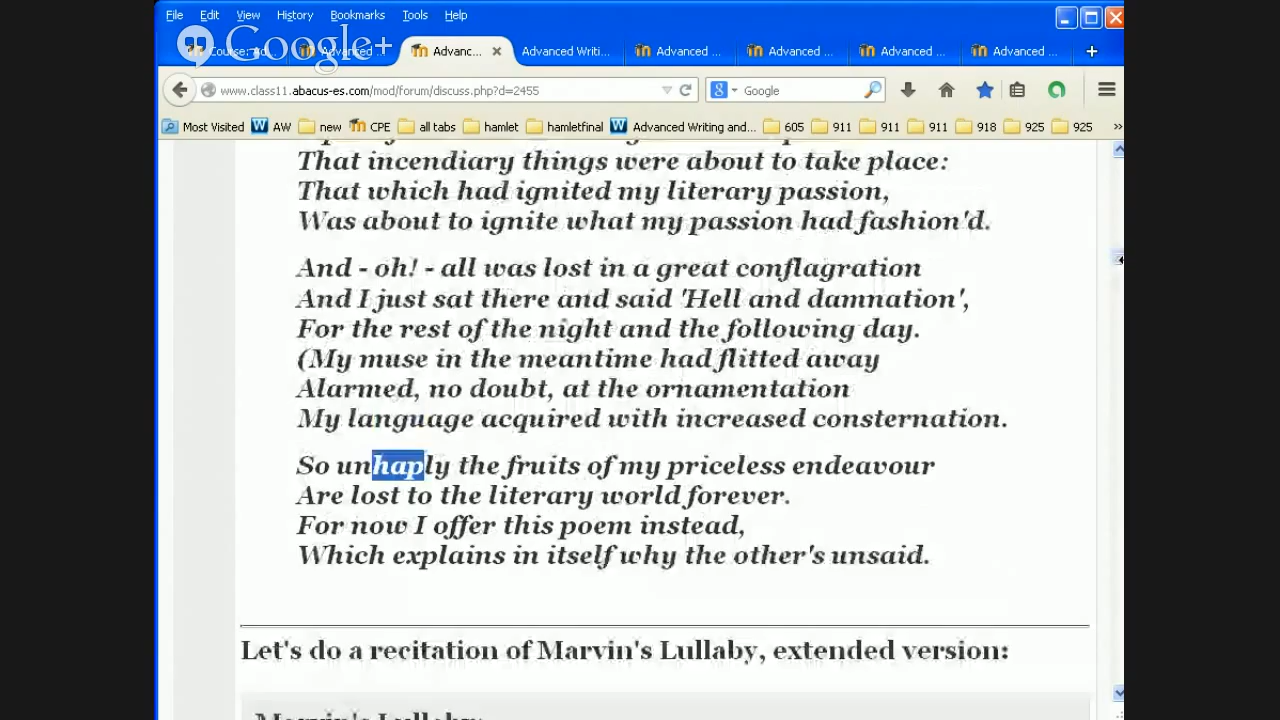 File Edit View History Bookmarks Tools Help
Google+
Advanc... Advanced Writi... Advanced ... Advanced ... Advanced ... Advanced ...
www.class11.abacus-es.com/mod/forum/discuss.php?d=2455 Google
Most Visited AW new CPE all tabs hamlet hamletfinal Advanced Writing and... 605 911 911 911 918 925 925 »
That incendiary things were about to take place:
That which had ignited my literary passion,
Was about to ignite what my passion had fashion'd.
And - oh! - all was lost in a great conflagration
And I just sat there and said 'Hell and damnation',
For the rest of the night and the following day.
(My muse in the meantime had flitted away
Alarmed, no doubt, at the ornamentation
My language acquired with increased consternation.
So unhaply the fruits of my priceless endeavour
Are lost to the literary world forever.
For now I offer this poem instead,
Which explains in itself why the other's unsaid.
Let's do a recitation of Marvin's Lullaby, extended version:
Marvin's Lullaby